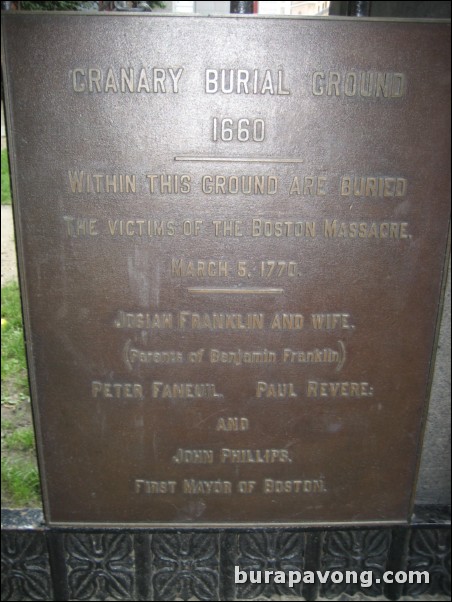 GRANARY BURIAL GROUND
1660
WITHIN THIS GROUND ARE BURIED
THE VICTIMS OF THE BOSTON MASSACRE.
MARCH 5, 1770.
JOSIAH FRANKLIN AND WIFE,
(Parents of Benjamin Franklin)
PETER FANEUIL, PAUL REVERE;
AND
JOHN PHILLIPS,
FIRST MAYOR OF BOSTON.
burapavong.com